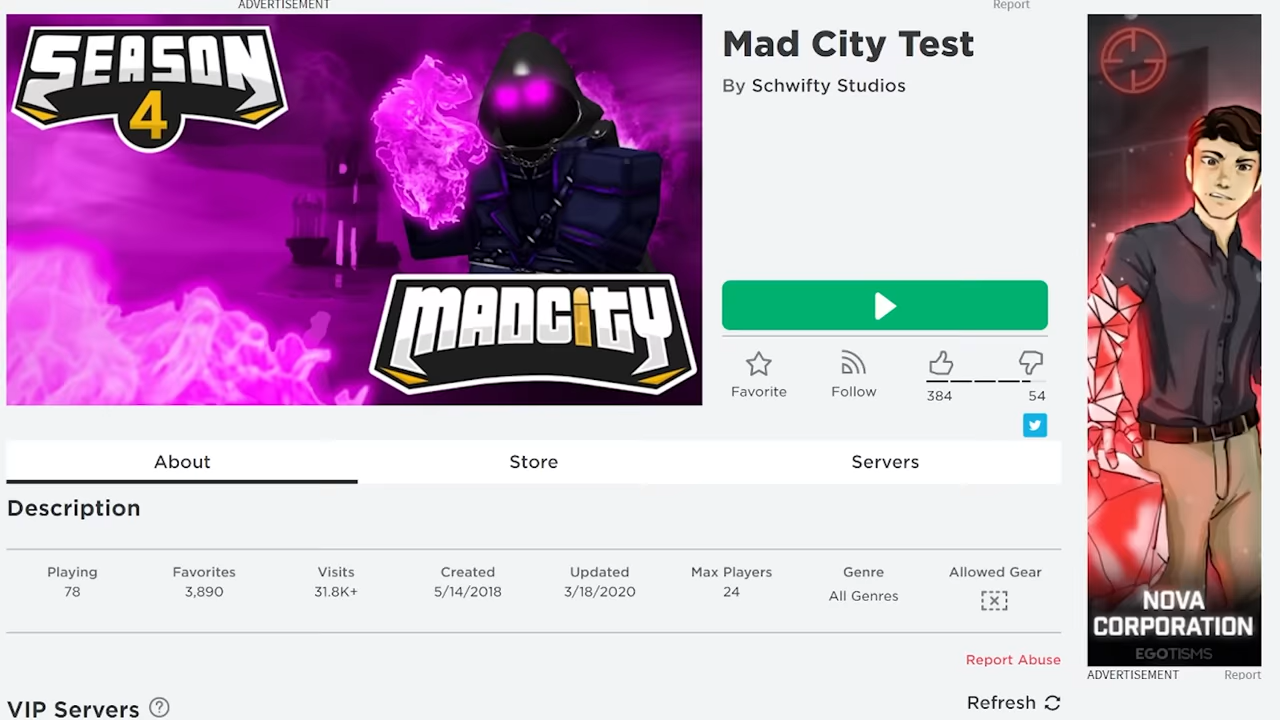 ADVERTISEMENT
Report
SEASON
4
MADCITY
Mad City Test
By Schwifty Studios
Favorite
Follow
384
54
About
Store
Servers
Description
Playing
78
Favorites
3,890
Visits
31.8K+
Created
5/14/2018
Updated
3/18/2020
Max Players
24
Genre
All Genres
Allowed Gear
Report Abuse
VIP Servers ?
Refresh
NOVA
CORPORATION
EGOTISMS
ADVERTISEMENT
Report